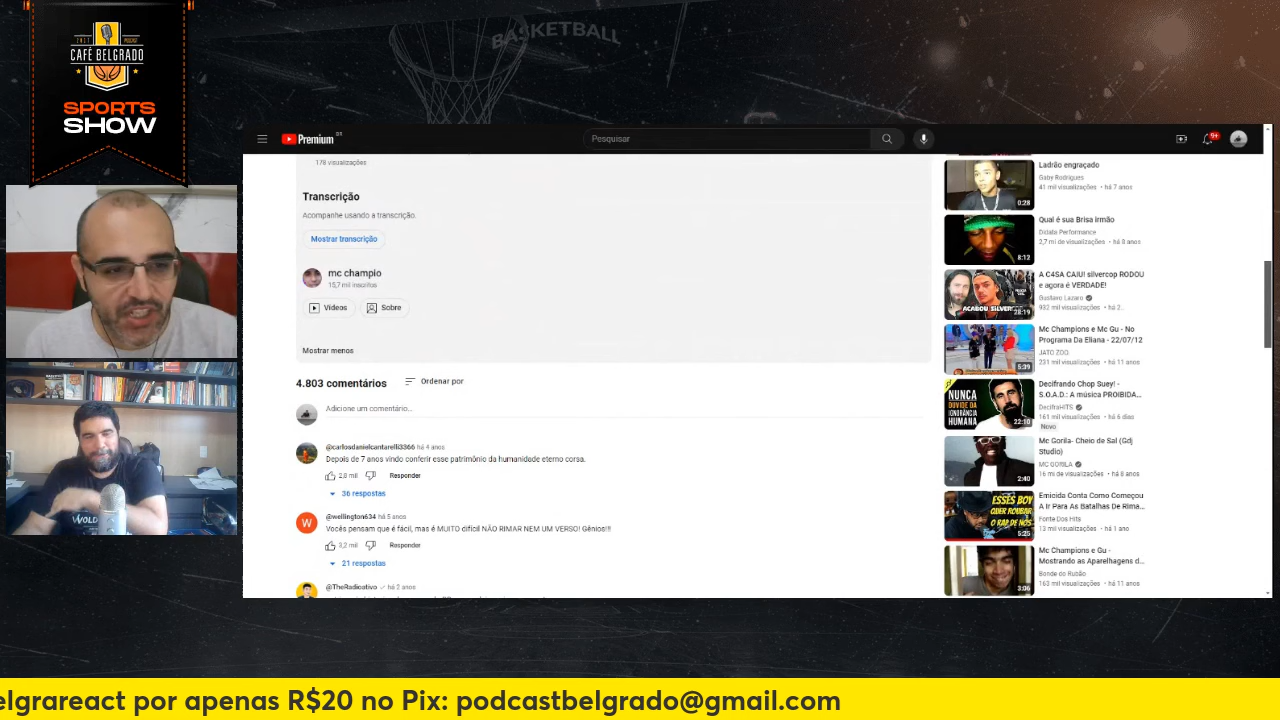 BASKETBALL
CAFÉ BELGRADO
SPORTS
SHOW
Premium
BR
Pesquisar
9+
178 visualizações
Transcrição
Acompanhe usando a transcrição.
Mostrar transcrição
mc champio
15,7 mil inscritos
Vídeos
Sobre
Mostrar menos
4.803 comentários
Ordenar por
Adicione um comentário...
@carlosdanielcantarelli3366 há 4 anos
Depois de 7 anos vindo conferir esse patrimônio da humanidade eterno corsa.
2,8 mil
Responder
36 respostas
W
@wellington634 há 5 anos
Vocês pensam que é fácil, mas é MUITO difícil NÃO RIMAR NEM UM VERSO! Gênios!!!
3,2 mil
Responder
21 respostas
@TheRadioativo
há 2 anos
Ladrão engraçado
Gaby Rodrigues
41 mil visualizações • há 7 anos
0:28
Qual é sua Brisa irmão
Didaba Performance
2,7 mi de visualizações • há 8 anos
8:12
A C4SA CAIU! silvercop RODOU
e agora é VERDADE!
Gustavo Lazaro
932 mil visualizações • há 2...
ACABOU SILVER
28:19
Mc Champions e Mc Gu - No
Programa Da Eliana - 22/07/12
JATO ZOO
231 mil visualizações • há 11 anos
5:39
Decifrando Chop Suey! -
S.O.A.D.: A música PROIBIDA...
DecifraHITS
161 mil visualizações • há 6 dias
Novo
NUNCA
DUVIDE DA
IGNORÂNCIA
HUMANA
22:10
Mc Gorila- Cheio de Sal (Gdj
Studio)
MC GORILA
16 mi de visualizações • há 8 anos
2:40
Emicida Conta Como Começou
A Ir Para As Batalhas De Rima...
Fonte Dos Hits
13 mil visualizações • há 1 ano
ESSES BOY
QUER ROUBAR
O RAP DE NÓS
5:25
Mc Champions e Gu -
Mostrando as Aparelhagens d...
Bonde do Rubão
163 mil visualizações • há 11 anos
3:06
elgrareact por apenas R$20 no Pix: podcastbelgrado@gmail.com